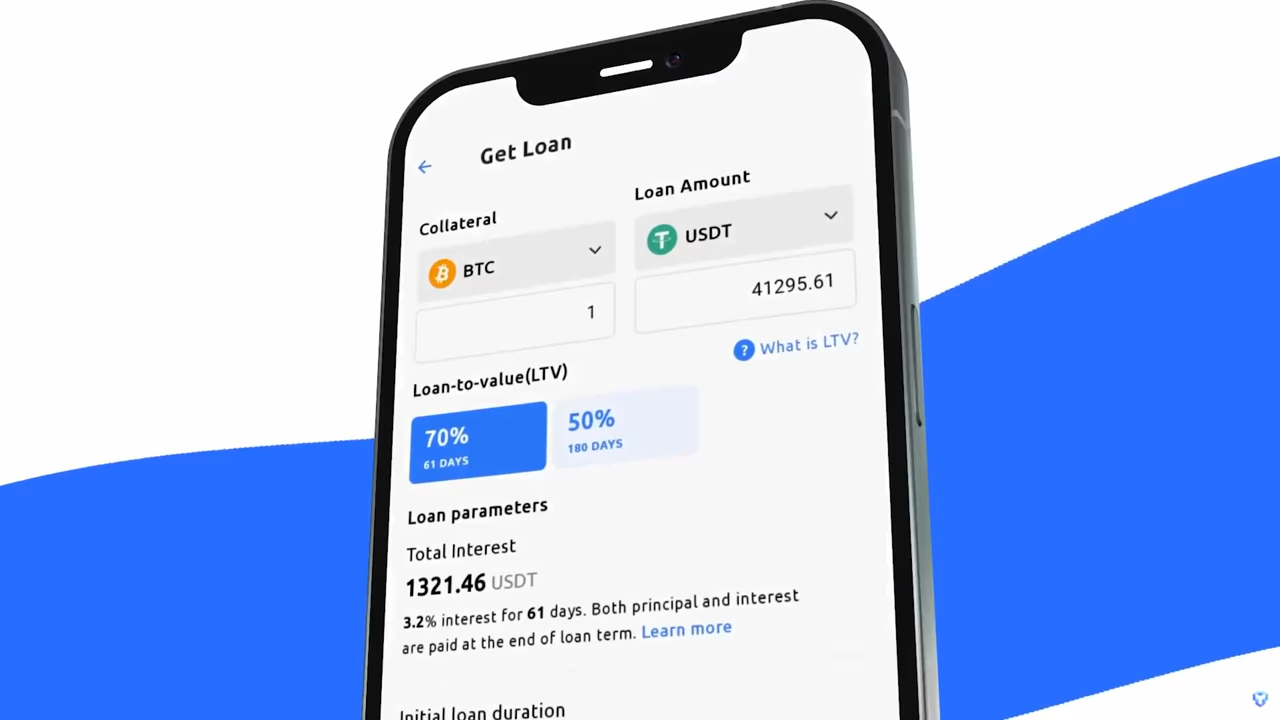 Get Loan
Collateral
Loan Amount
BTC
USDT
1
41295.61
? What is LTV?
Loan-to-value(LTV)
70%
61 DAYS
50%
180 DAYS
Loan parameters
Total Interest
1321.46 USDT
3.2% interest for 61 days. Both principal and interest
are paid at the end of loan term. Learn more
Initial loan duration